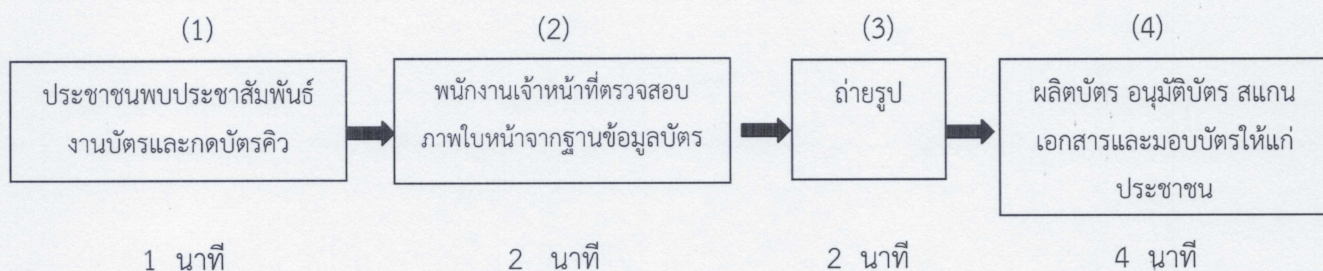 (1)
ประชาชนพบประชาสัมพันธ์
งานบัตรและกดบัตรคิว
1 นาที
(2)
พนักงานเจ้าหน้าที่ตรวจสอบ
ภาพใบหน้าจากฐานข้อมูลบัตร
2 นาที
(3)
ถ่ายรูป
2 นาที
(4)
ผลิตบัตร อนุมัติบัตร สแกน
เอกสารและมอบบัตรให้แก่
ประชาชน
4 นาที